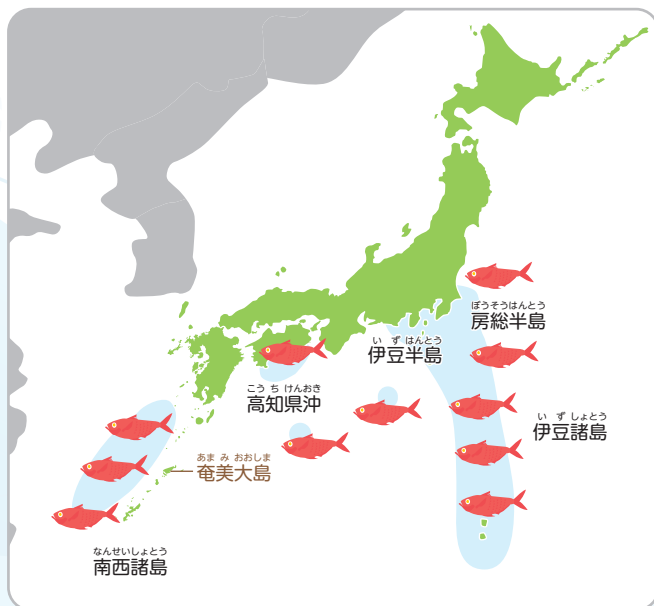 ぼうそうはんとう
房総半島
い ず はんとう
伊豆半島
こう ち けんおき
高知県沖
い ず しょとう
伊豆諸島
あま み おおしま
奄美大島
なんせいしょとう
南西諸島